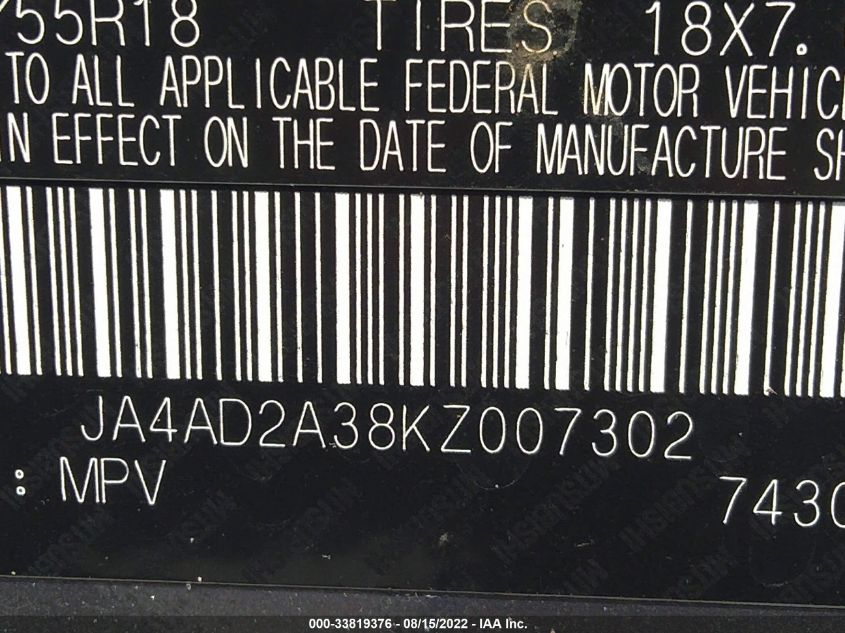 /55R18 TIRES 18X7.
TO ALL APPLICABLE FEDERAL MOTOR VEHIC
IN EFFECT ON THE DATE OF MANUFACTURE SH
JA4AD2A38KZ007302
: MPV 7430
000-33819376 - 08/15/2022 - IAA Inc.